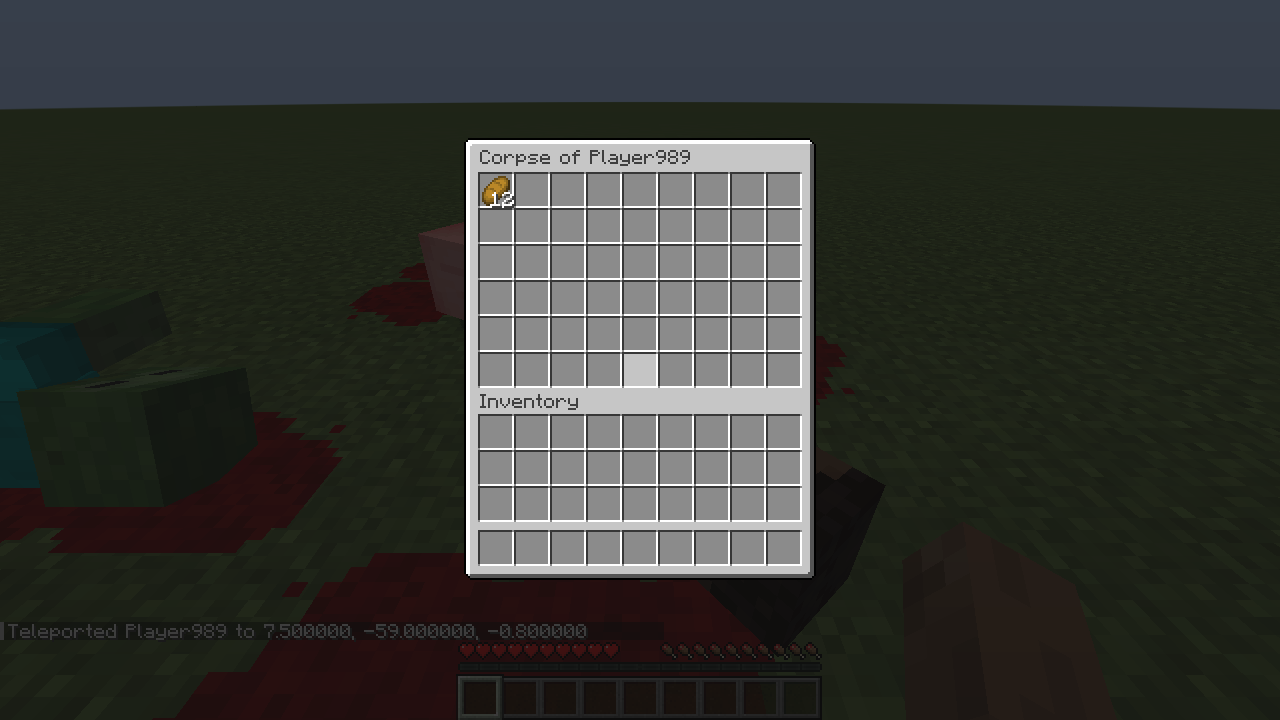 Corpse of Player989
12
Inventory
Teleported Player989 to 7.500000, -59.000000, -0.800000